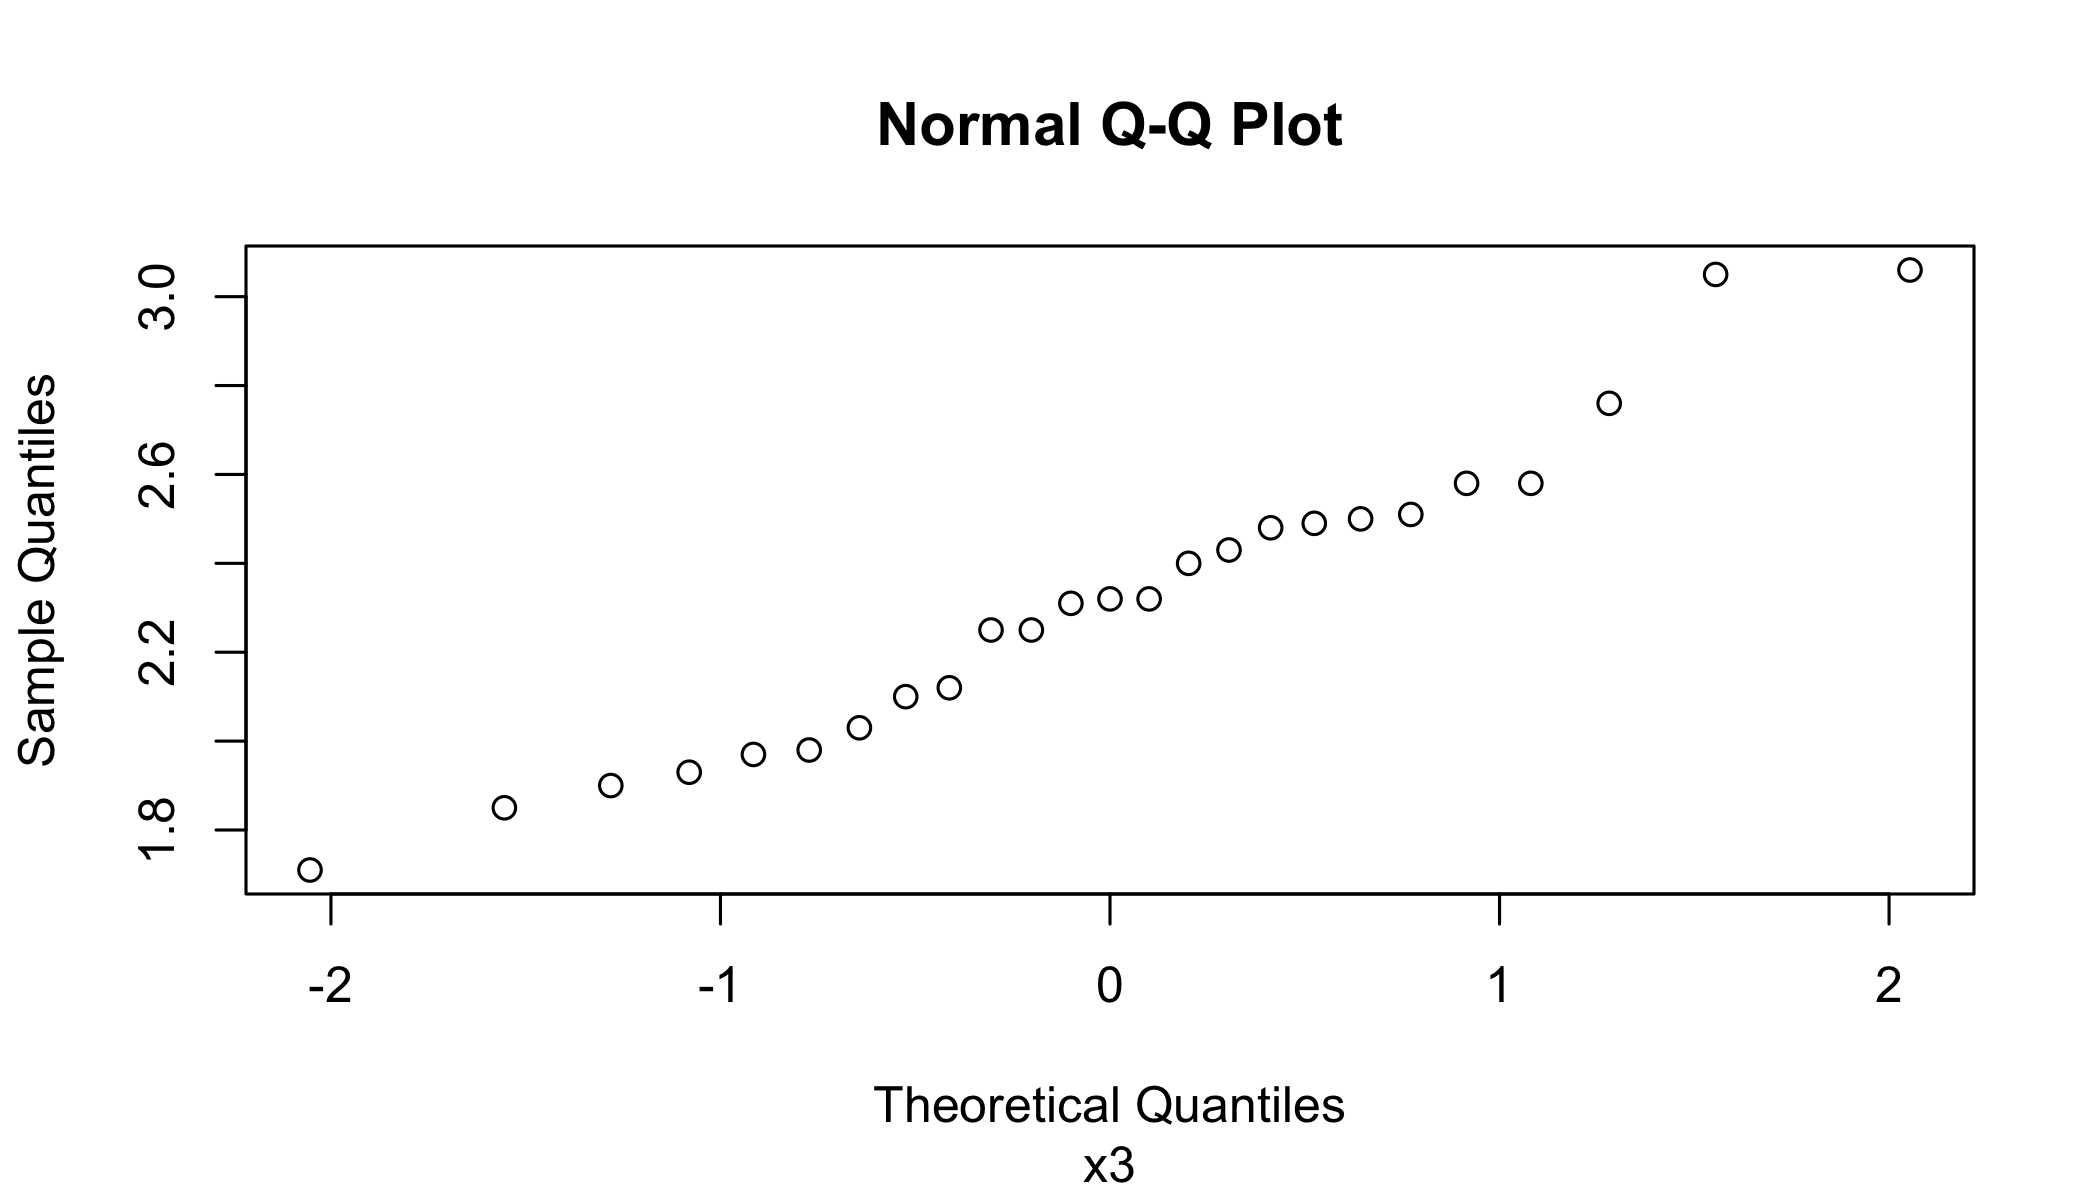 Normal Q-Q Plot
Sample Quantiles
3.0
2.6
2.2
1.8
-2 -1 0 1 2
Theoretical Quantiles
x3